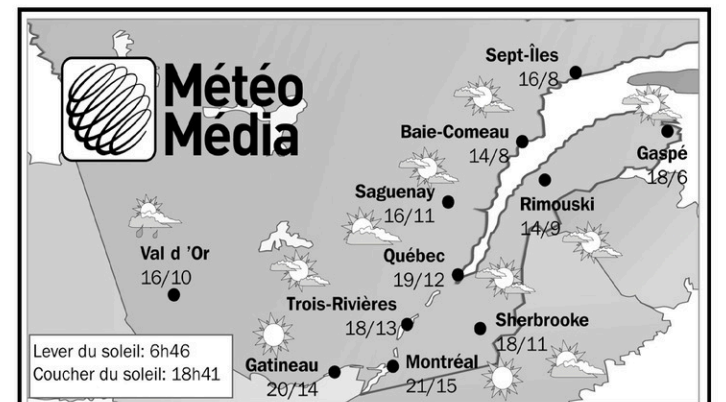 Météo
Média
Sept-Îles
16/8
Baie-Comeau
14/8
Gaspé
18/6
Saguenay
16/11
Rimouski
14/9
Val d 'Or
16/10
Québec
19/12
Trois-Rivières
18/13
Sherbrooke
18/11
Lever du soleil: 6h46
Coucher du soleil: 18h41
Gatineau
20/14
Montréal
21/15